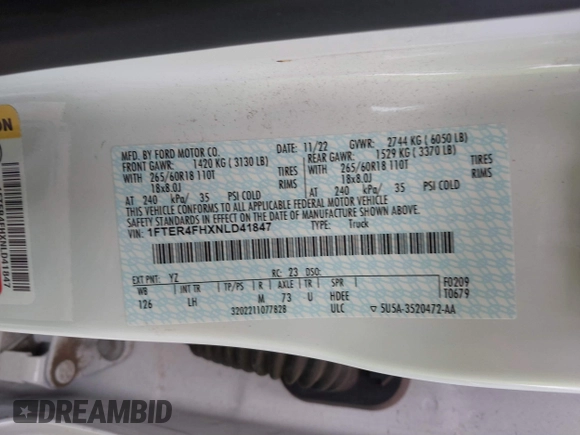 MFD. BY FORD MOTOR CO. DATE: 11/22 GVWR: 2744 KG ( 6050 LB)
FRONT GAWR: 1420 KG ( 3130 LB) REAR GAWR: 1529 KG ( 3370 LB)
WITH 265/60R18 110T TIRES WITH 265/60R18 110T TIRES
18x8.0J RIMS 18x8.0J RIMS
AT 240 kPa/ 35 PSI COLD AT 240 kPa/ 35 PSI COLD
THIS VEHICLE CONFORMS TO ALL APPLICABLE FEDERAL MOTOR VEHICLE
SAFETY STANDARDS IN EFFECT ON THE DATE OF MANUFACTURE SHOWN ABOVE.
VIN: 1FTER4FHXNLD41847 TYPE: Truck
EXT PNT: YZ RC: 23 DSO:
WB INT TR TP/PS R AXLE TR SPR F0209
126 LH M 73 U HDEE T0679
3202211077828 ULC 5U5A-3520472-AA
DREAMBID